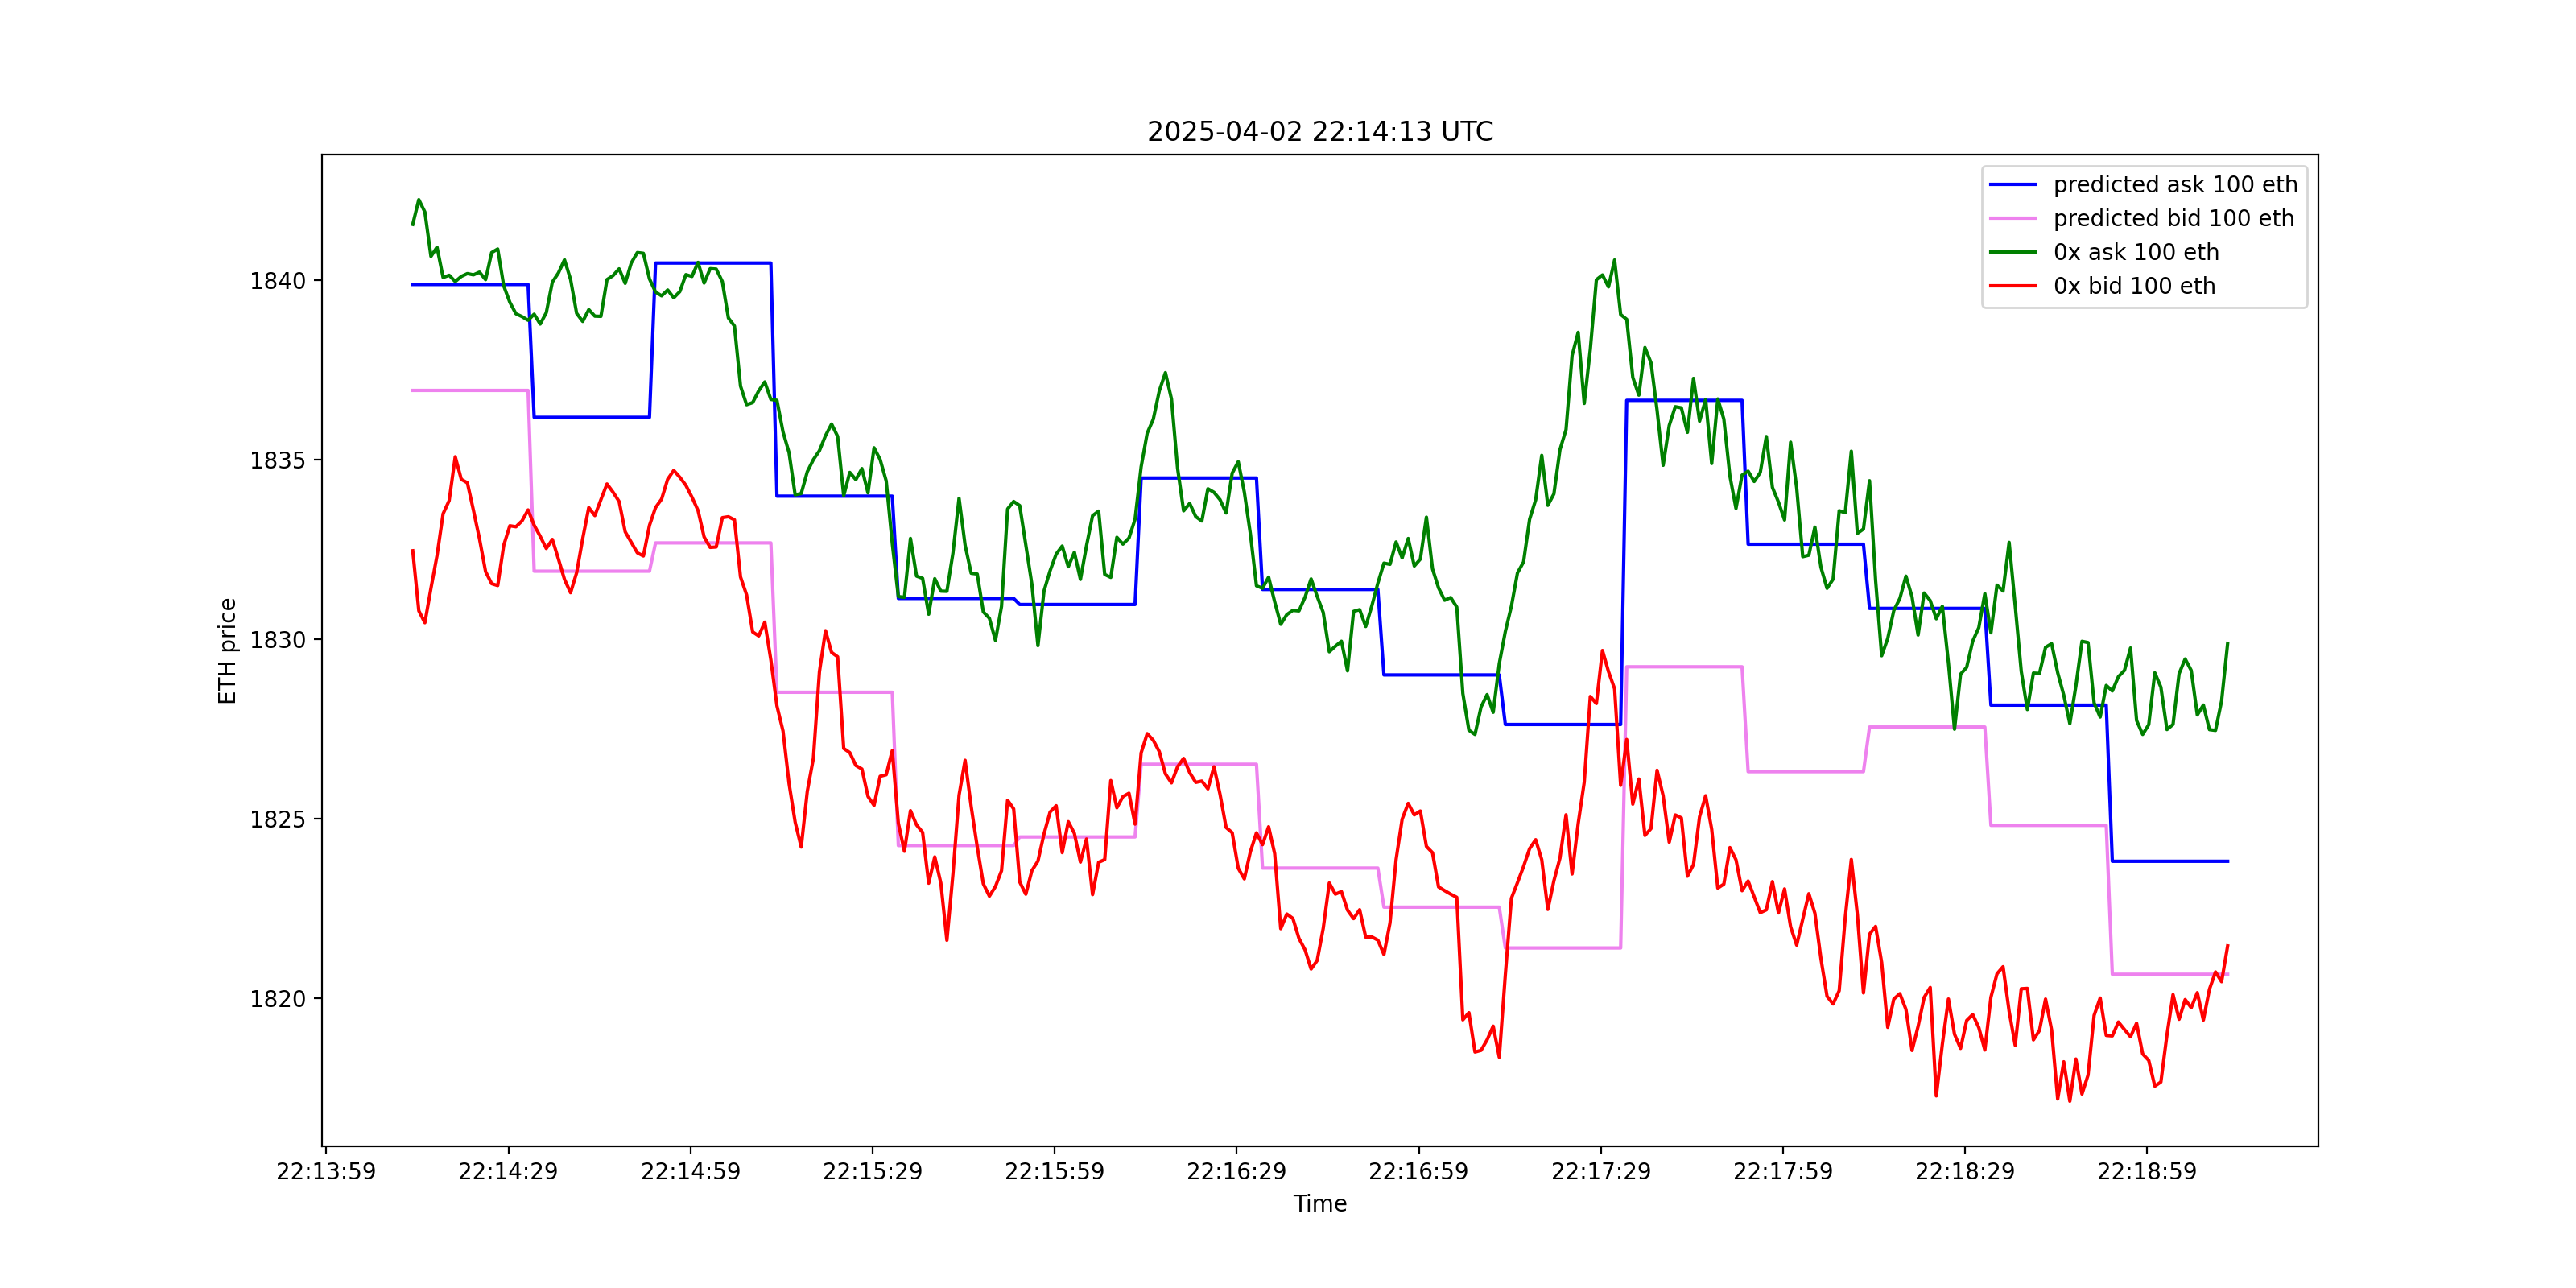 2025-04-02 22:14:13 UTC
predicted ask 100 eth
predicted bid 100 eth
0x ask 100 eth
0x bid 100 eth
ETH price
1840
1835
1830
1825
1820
22:13:59 22:14:29 22:14:59 22:15:29 22:15:59 22:16:29 22:16:59 22:17:29 22:17:59 22:18:29 22:18:59
Time